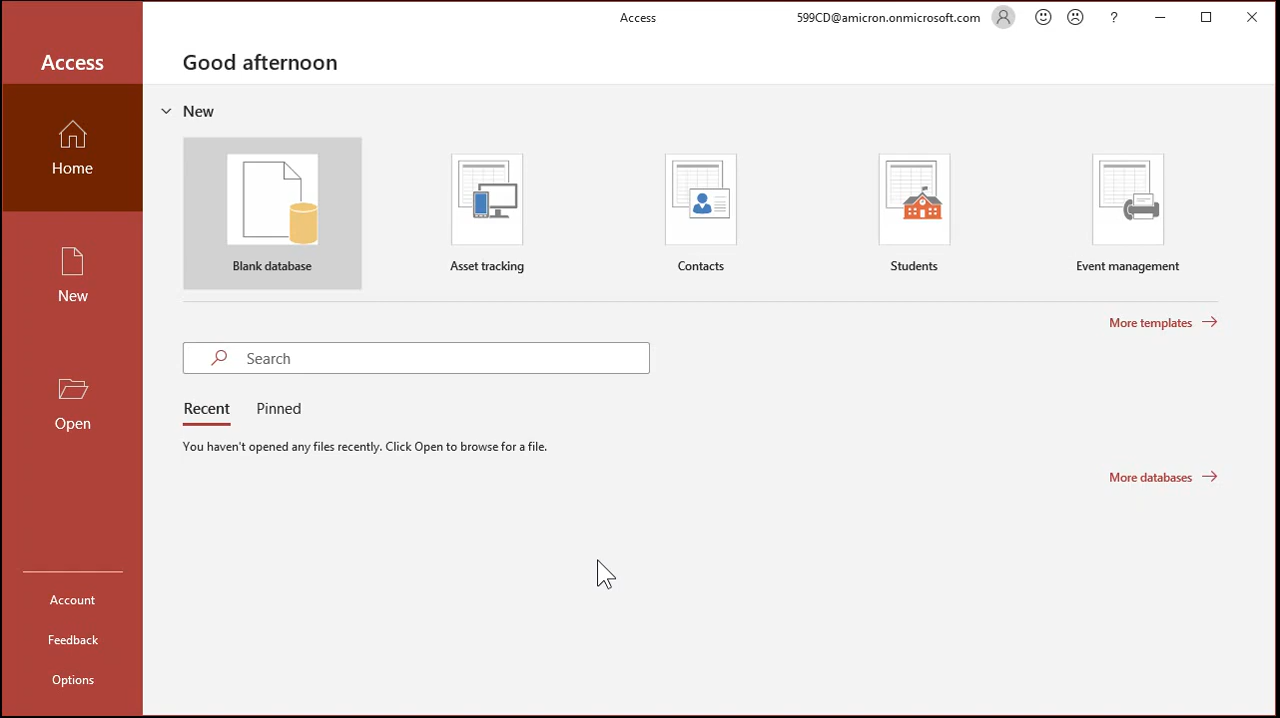 Access
599CD@amicron.onmicrosoft.com
?
Access
Good afternoon
Home
New
Open
Account
Feedback
Options
New
Blank database
Asset tracking
Contacts
Students
Event management
More templates
Search
Recent
Pinned
You haven't opened any files recently. Click Open to browse for a file.
More databases